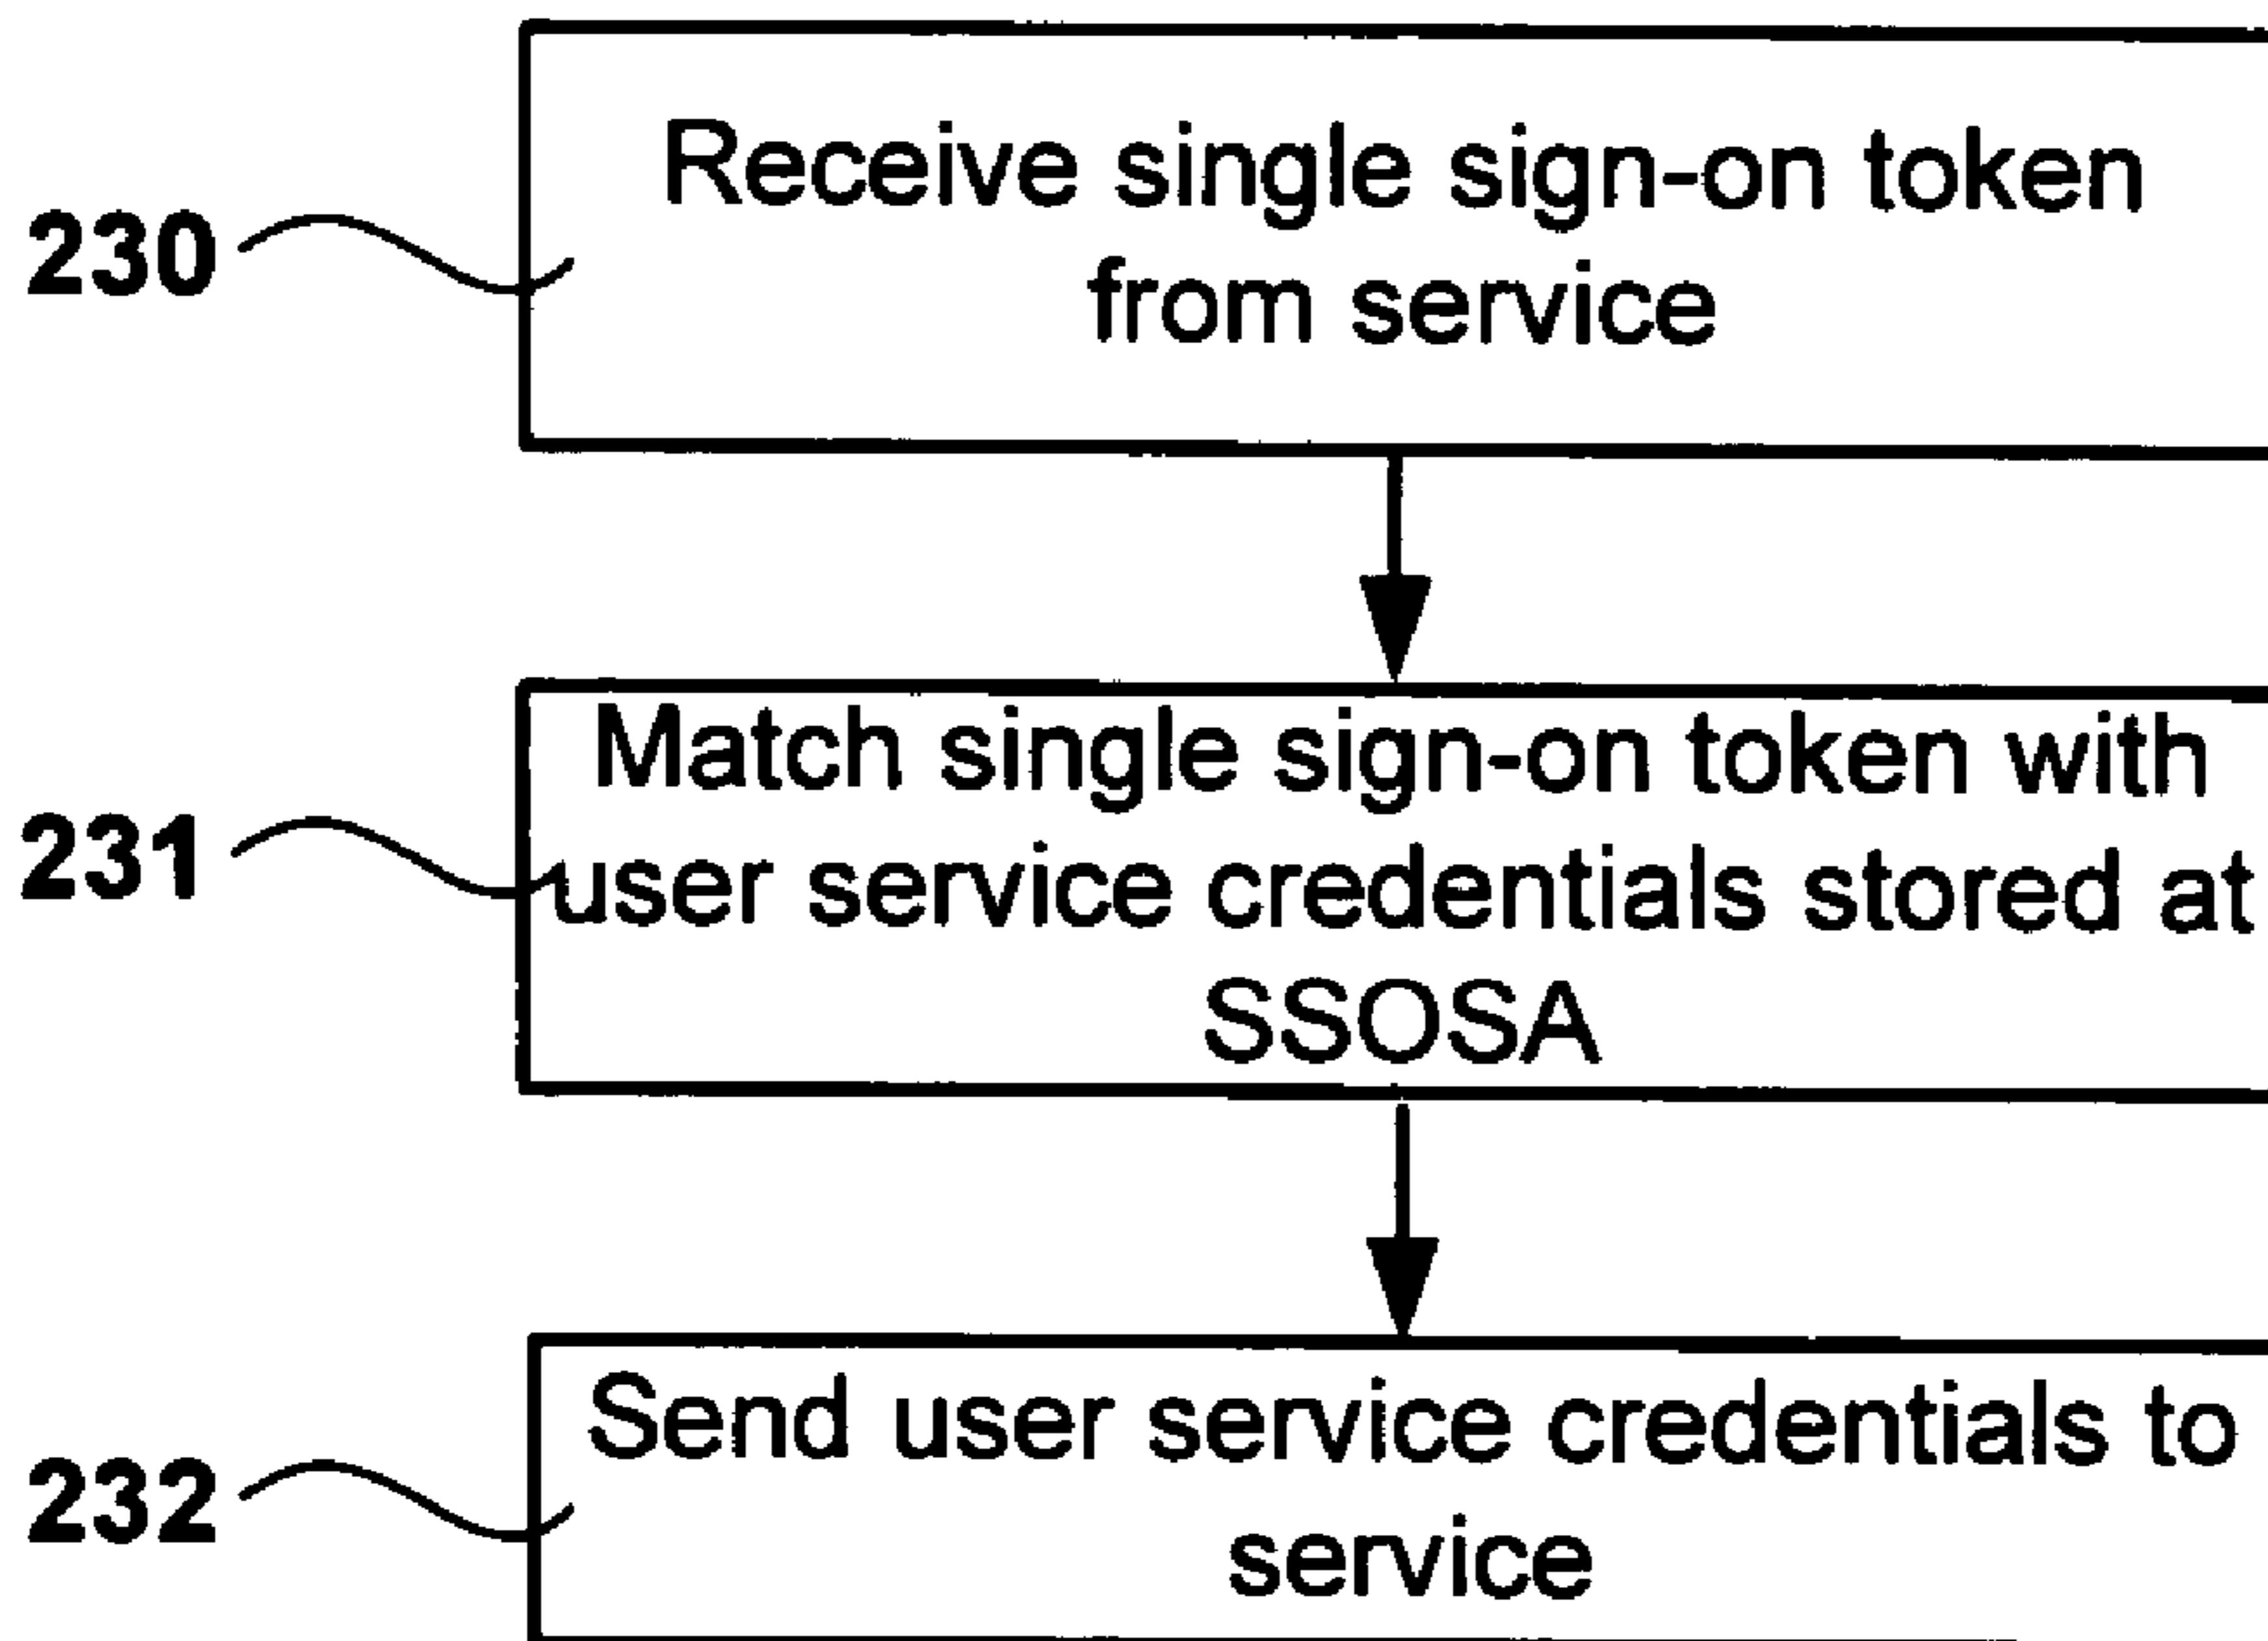 Receive single sign-on token
230
from service
Match single sign-on token with
231
user service credentials stored at
SSOSA
Send user service credentials to
232
service